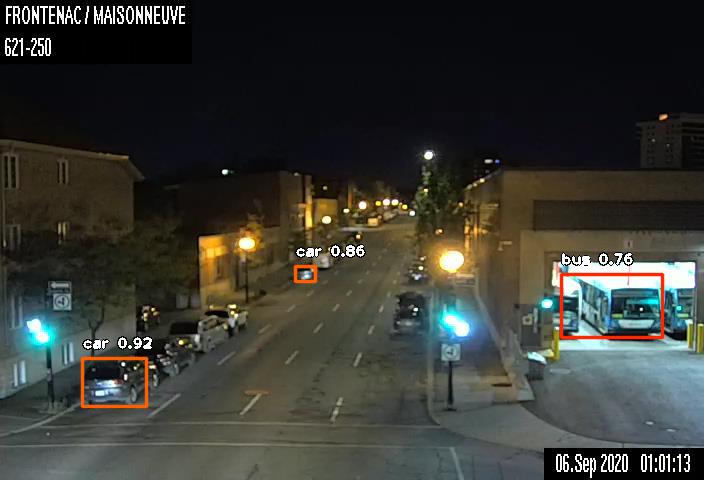 FRONTENAC / MAISONNEUVE
621-250
car 0.86
bus 0.76
car 0.92
06.Sep 2020 01:01:13